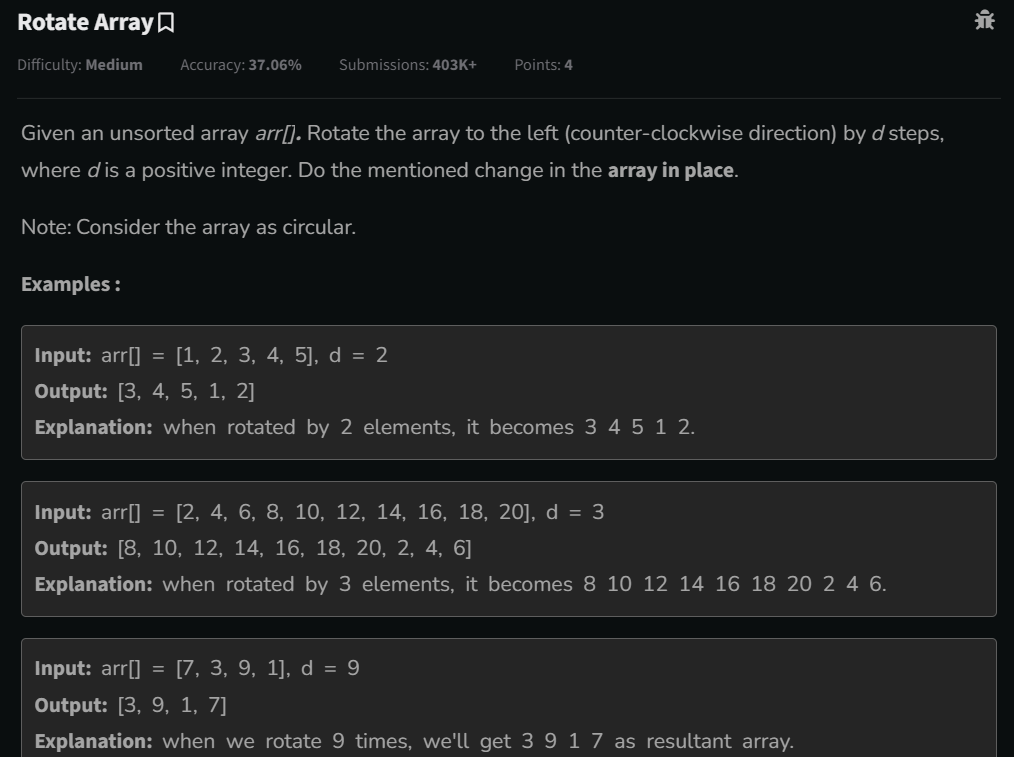 Rotate Array
Difficulty: Medium Accuracy: 37.06% Submissions: 403K+ Points: 4
Given an unsorted array arr[]. Rotate the array to the left (counter-clockwise direction) by d steps,
where d is a positive integer. Do the mentioned change in the array in place.
Note: Consider the array as circular.
Examples :
Input: arr[] = [1, 2, 3, 4, 5], d = 2
Output: [3, 4, 5, 1, 2]
Explanation: when rotated by 2 elements, it becomes 3 4 5 1 2.
Input: arr[] = [2, 4, 6, 8, 10, 12, 14, 16, 18, 20], d = 3
Output: [8, 10, 12, 14, 16, 18, 20, 2, 4, 6]
Explanation: when rotated by 3 elements, it becomes 8 10 12 14 16 18 20 2 4 6.
Input: arr[] = [7, 3, 9, 1], d = 9
Output: [3, 9, 1, 7]
Explanation: when we rotate 9 times, we'll get 3 9 1 7 as resultant array.